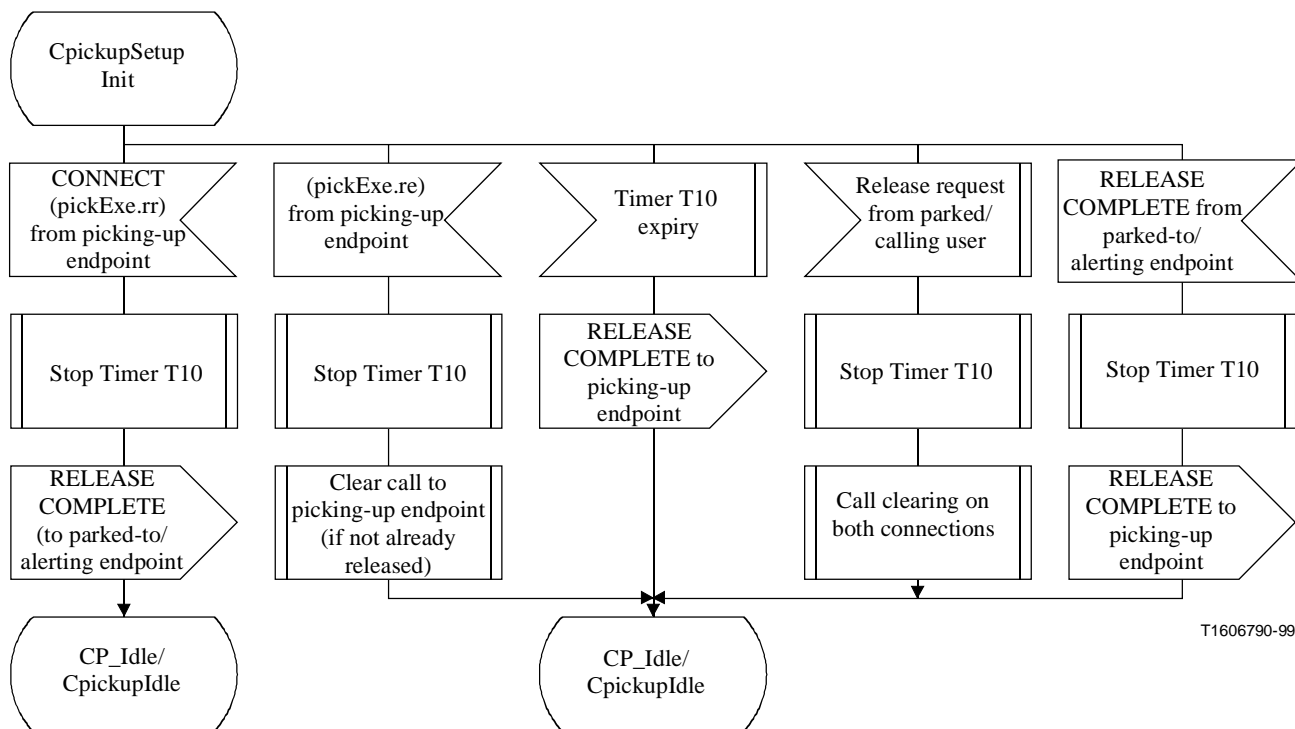 CpickupSetup
Init
CONNECT
(pickExe.rr)
from picking-up
endpoint
(pickExe.re)
from picking-up
endpoint
Timer T10
expiry
Release request
from parked/
calling user
RELEASE
COMPLETE from
parked-to/
alerting endpoint
Stop Timer T10
Stop Timer T10
RELEASE
COMPLETE to
picking-up
endpoint
Stop Timer T10
Stop Timer T10
RELEASE
COMPLETE
(to parked-to/
alerting endpoint
Clear call to
picking-up endpoint
(if not already
released)
Call clearing on
both connections
RELEASE
COMPLETE to
picking-up
endpoint
T1606790-99
CP_Idle/
CpickupIdle
CP_Idle/
CpickupIdle